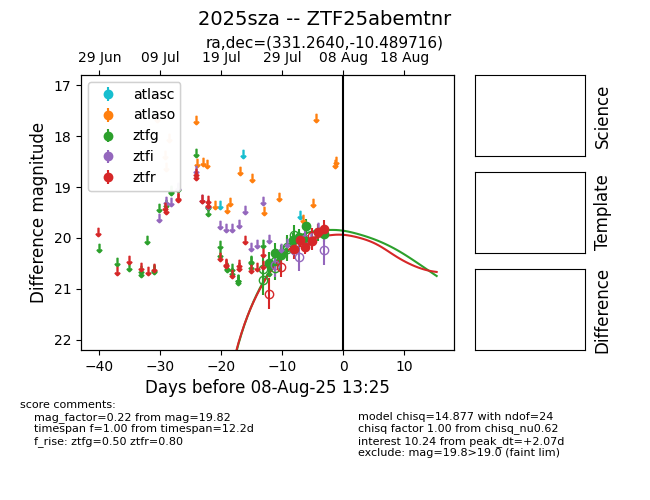 2025sza -- ZTF25abemtnr
ra,dec=(331.2640,-10.489716)
29 Jun 09 Jul 19 Jul 29 Jul 08 Aug 18 Aug
17
18
19
20
21
22
Difference magnitude
atlasc
atlaso
ztfg
ztfi
ztfr
−40 −30 −20 −10 0 10
Days before 08-Aug-25 13:25
Science
Template
Difference
score comments:
mag_factor=0.22 from mag=19.82
timespan f=1.00 from timespan=12.2d
f_rise: ztfg=0.50 ztfr=0.80
model chisq=14.877 with ndof=24
chisq factor 1.00 from chisq_nu0.62
interest 10.24 from peak_dt=+2.07d
exclude: mag=19.8>19.0 (faint lim)